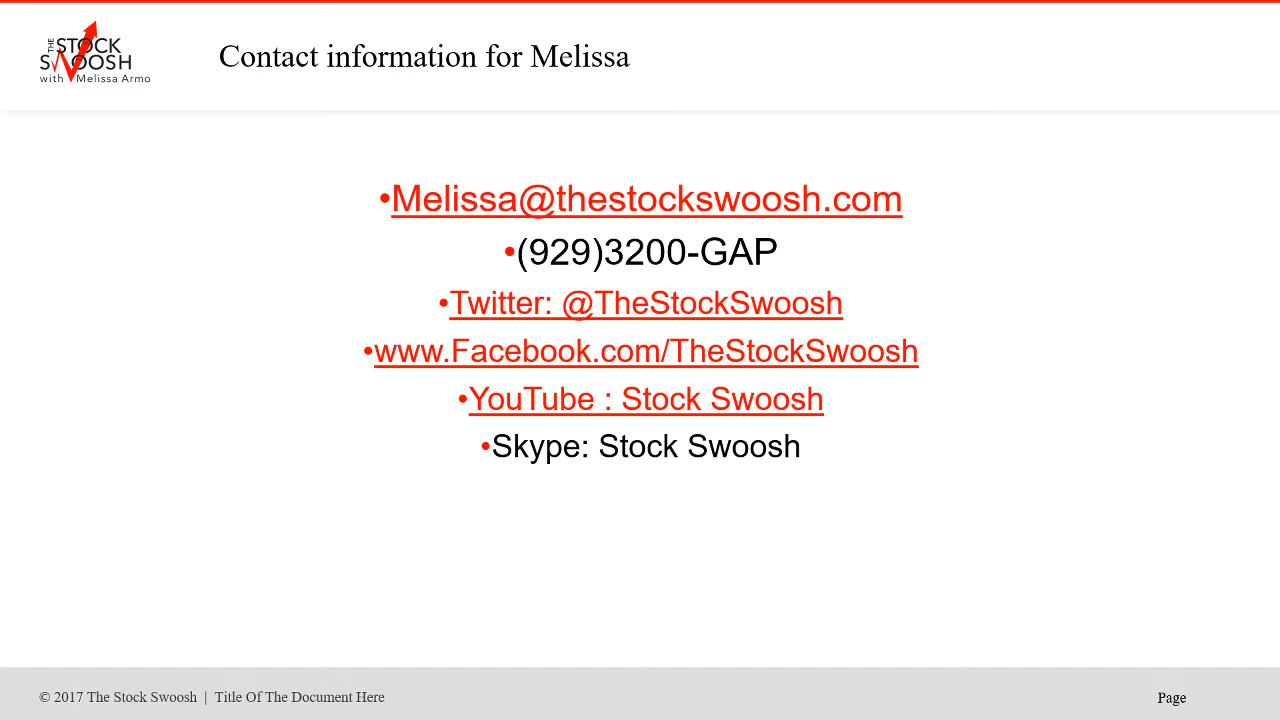 THE STOCK
SWOOSH
with Melissa Armo
Contact information for Melissa
•Melissa@thestockswoosh.com
•(929)3200-GAP
•Twitter: @TheStockSwoosh
•www.Facebook.com/TheStockSwoosh
•YouTube : Stock Swoosh
•Skype: Stock Swoosh
© 2017 The Stock Swoosh | Title Of The Document Here
Page